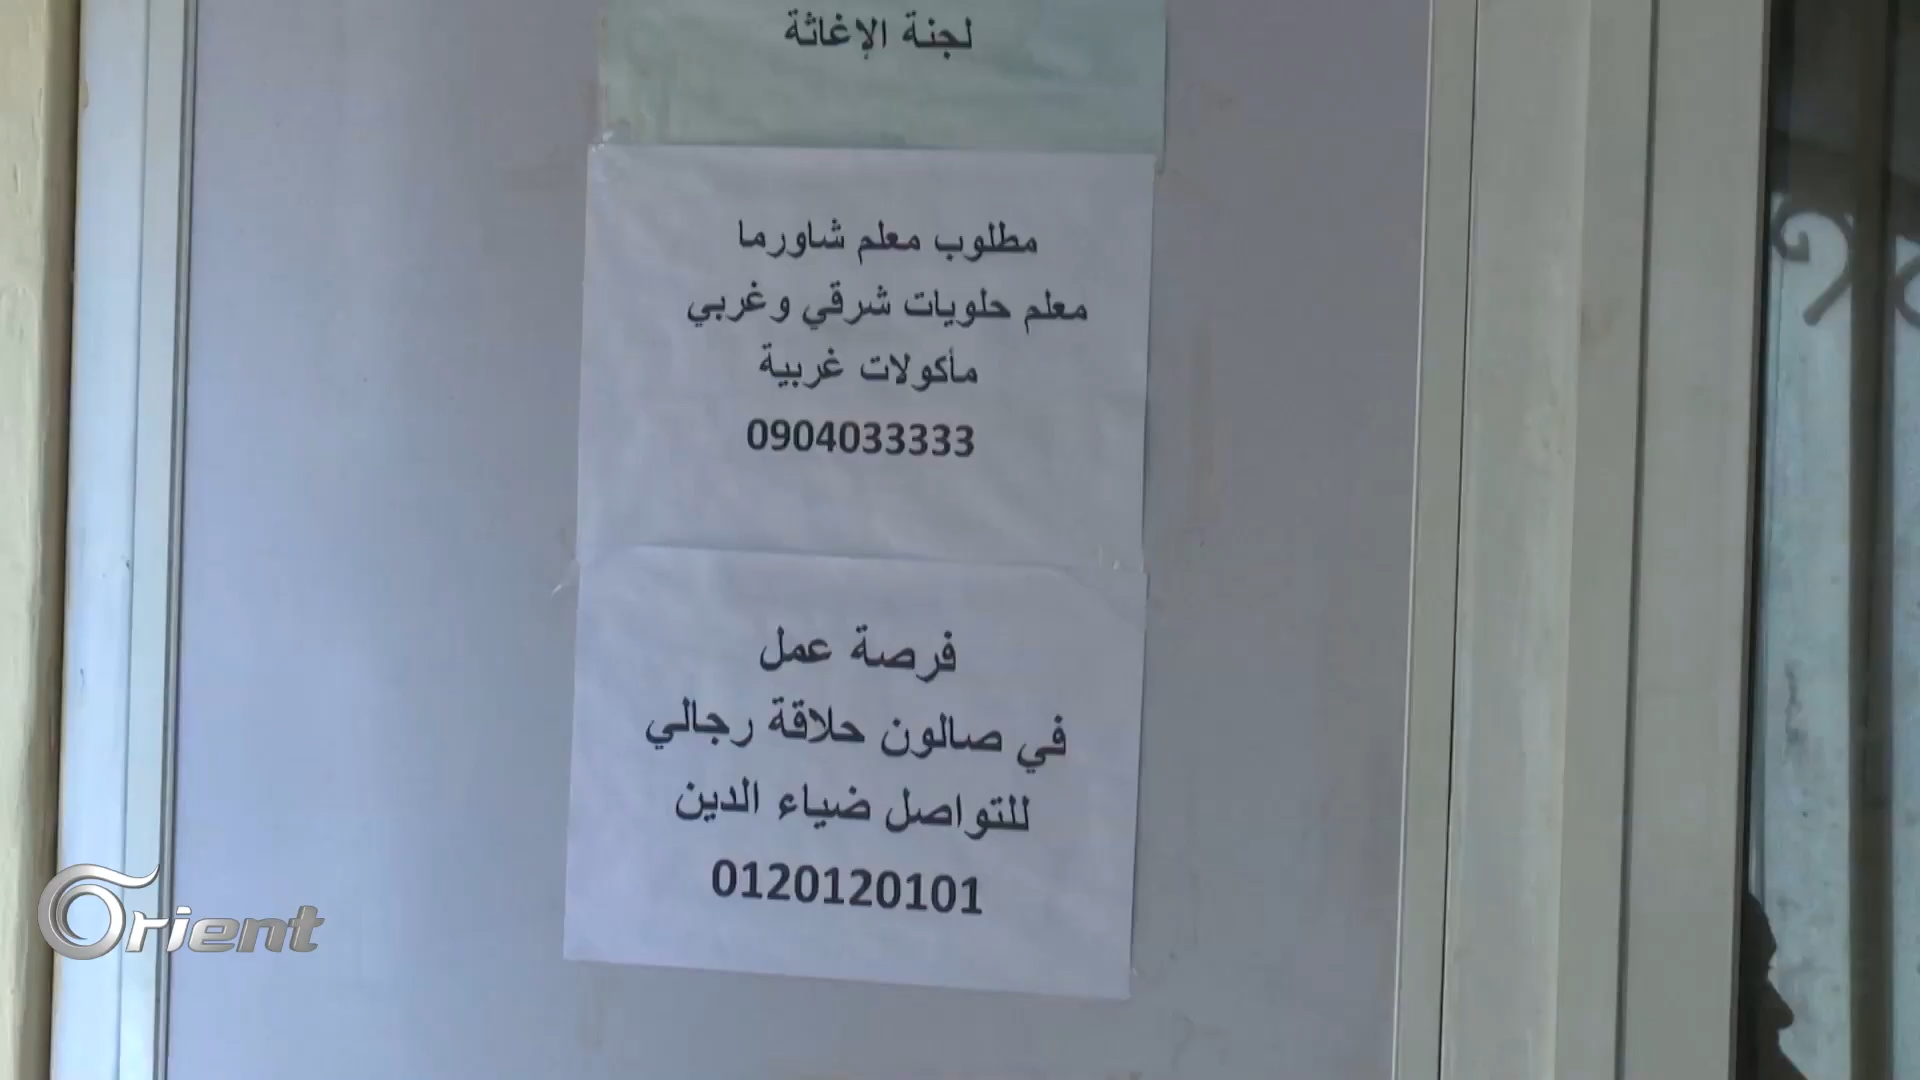 لجنة الإغاثة
مطلوب معلم شاورما
معلم حلويات شرقي وغربي
مأكولات غربية
0904033333
فرصة عمل
في صالون حلاقة رجالي
للتواصل ضياء الدين
0120120101
Orient